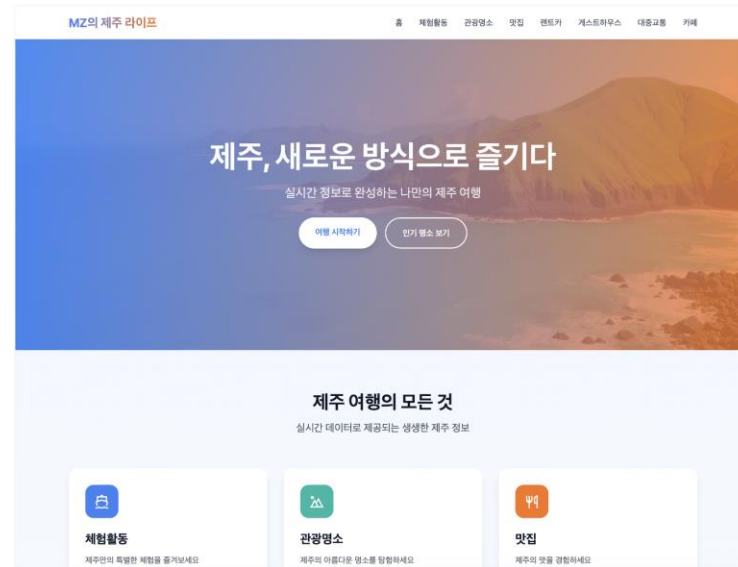 MZ의 제주 라이프
홈 체험활동 관광명소 맛집 렌트카 게스트하우스 대중교통 카페
제주, 새로운 방식으로 즐기다
실시간 정보로 완성하는 나만의 제주 여행
여행 시작하기 인기 명소 보기
제주 여행의 모든 것
실시간 데이터로 제공되는 생생한 제주 정보
체험활동 관광명소 맛집
제주만의 특별한 체험을 즐겨보세요 제주의 아름다운 명소를 탐험하세요 제주의 맛을 경험하세요